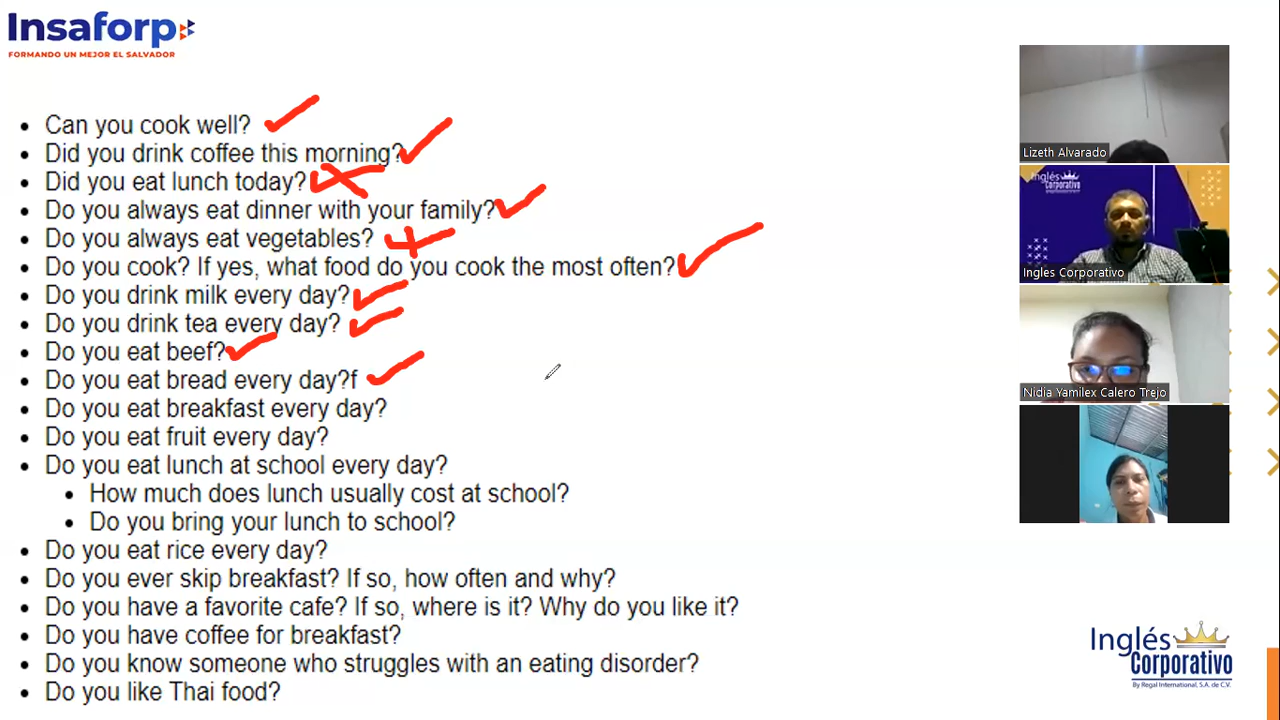 Insaforp
FORMANDO UN MEJOR EL SALVADOR
Can you cook well?
Did you drink coffee this morning?
Did you eat lunch today?
Do you always eat dinner with your family?
Do you always eat vegetables?
Do you cook? If yes, what food do you cook the most often?
Do you drink milk every day?
Do you drink tea every day?
Do you eat beef?
Do you eat bread every day?f
Do you eat breakfast every day?
Do you eat fruit every day?
Do you eat lunch at school every day?
How much does lunch usually cost at school?
Do you bring your lunch to school?
Do you eat rice every day?
Do you ever skip breakfast? If so, how often and why?
Do you have a favorite cafe? If so, where is it? Why do you like it?
Do you have coffee for breakfast?
Do you know someone who struggles with an eating disorder?
Do you like Thai food?
Lizeth Alvarado
Inglés
Corporativo
Ingles Corporativo
Nidia Yamilex Calero Trejo
Inglés
Corporativo
By Regal International, S.A. de C.V.